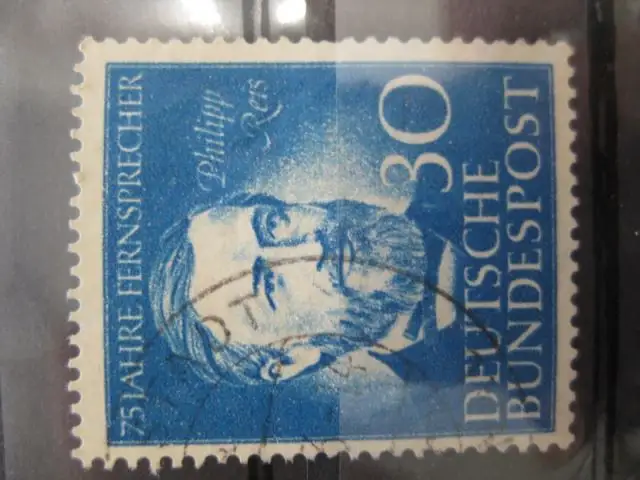 75 JAHRE FERNSPRECHER
Philipp
Reis
30
DEUTSCHE
BUNDESPOST